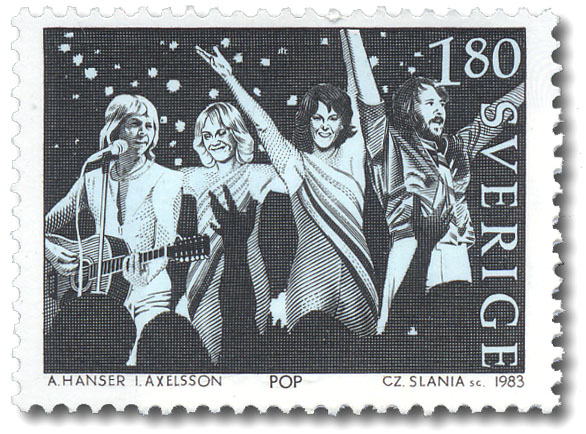 1.80
SVERIGE
A.HANSER I.AXELSSON POP CZ.SLANIA sc. 1983